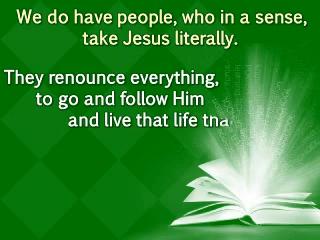 We do have people, who in a sense,
take Jesus literally.
They renounce everything,
to go and follow Him
and live that life tha